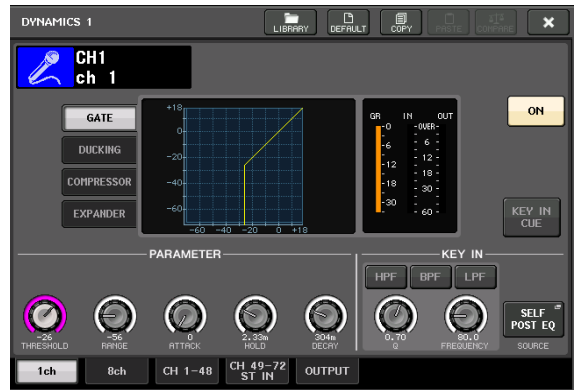 DYNAMICS 1
LIBRARY DEFAULT COPY PASTE COMPARE
CH1
ch 1
GATE
DUCKING
COMPRESSOR
EXPANDER
+18
0
-20
-40
-60
-60 -40 -20 0 +18
GR IN OUT
-0 -OVER-
-6 - 6 -
-12 - 12 -
- 18 -
-18 - 30 -
-30
- 60 -
ON
KEY IN
CUE
PARAMETER
KEY IN
HPF BPF LPF
-26 -56 0 2.33m 304m 0.70 80.0
THRESHOLD RANGE ATTACK HOLD DECAY Q FREQUENCY
SELF
POST EQ
SOURCE
1ch 8ch CH 1-48 CH 49-72
ST IN OUTPUT